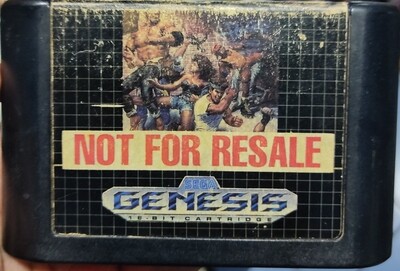 NOT FOR RESALE
SEGA
GENESIS
16-BIT CARTRIDGE